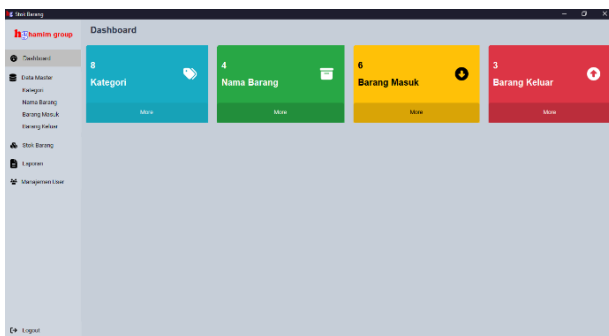 Stok Barang
hamim group
Dashboard
Dashboard
Data Master
Kategori
Nama Barang
Barang Masuk
Barang Keluar
Stok Barang
Laporan
Manajemen User
Logout
8
Kategori
More
4
Nama Barang
More
6
Barang Masuk
More
3
Barang Keluar
More